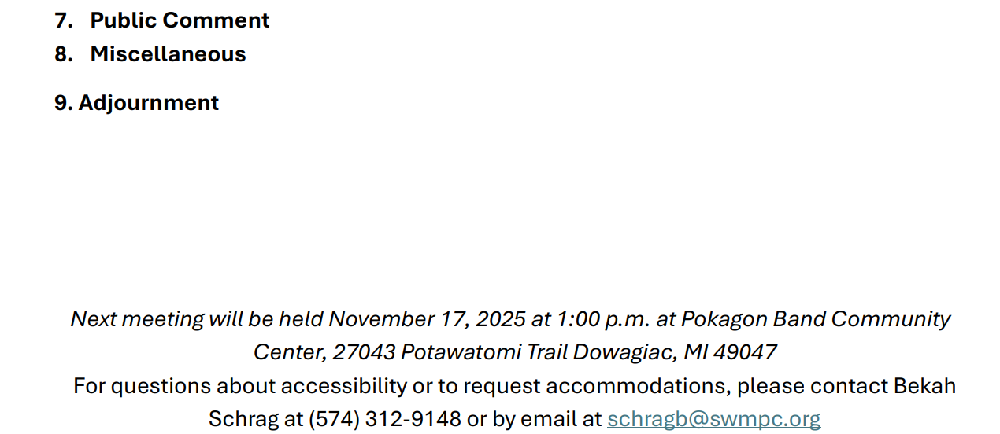 7. Public Comment
8. Miscellaneous
9. Adjournment
Next meeting will be held November 17, 2025 at 1:00 p.m. at Pokagon Band Community
Center, 27043 Potawatomi Trail Dowagiac, MI 49047
For questions about accessibility or to request accommodations, please contact Bekah
Schrag at (574) 312-9148 or by email at schragb@swmpc.org